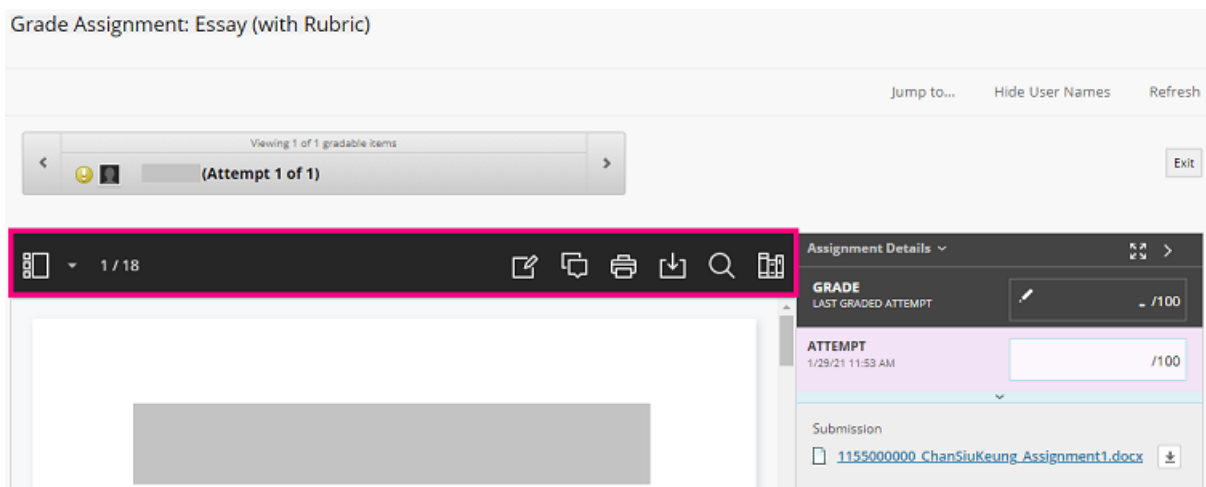 Grade Assignment: Essay (with Rubric)
Jump to... Hide User Names Refresh
Viewing 1 of 1 gradable items
(Attempt 1 of 1)
Exit
1 / 18
Assignment Details
GRADE
LAST GRADED ATTEMPT
- /100
ATTEMPT
1/29/21 11:53 AM
/100
Submission
1155000000_ChanSiuKeung_Assignment1.docx